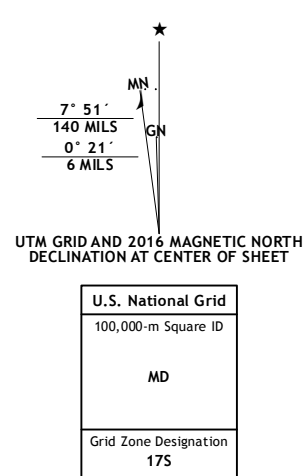 ★
MN
7° 51´
140 MILS
GN
0° 21´
6 MILS
UTM GRID AND 2016 MAGNETIC NORTH
DECLINATION AT CENTER OF SHEET
U.S. National Grid
100,000-m Square ID
MD
Grid Zone Designation
17S